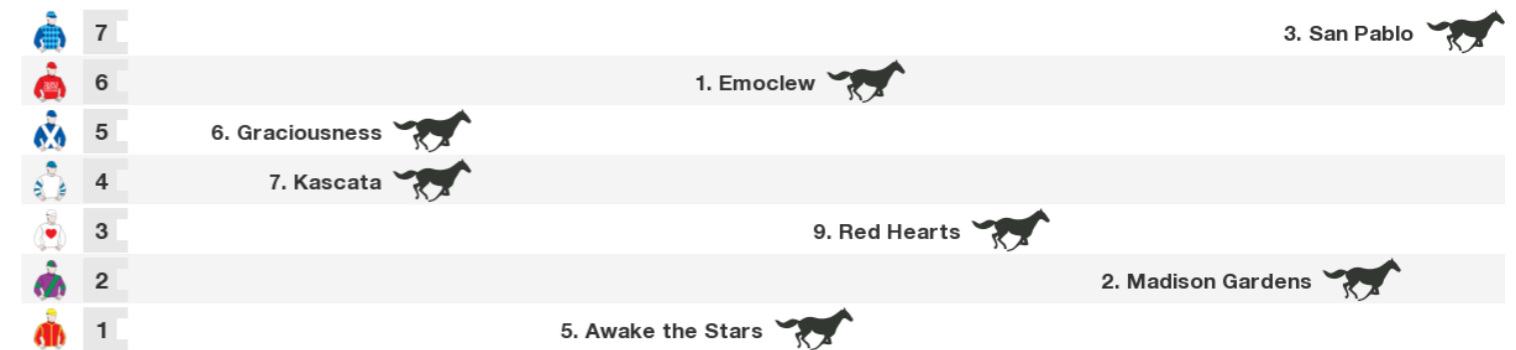 7 3. San Pablo
6 1. Emoclew
5 6. Graciousness
4 7. Kascata
3 9. Red Hearts
2 2. Madison Gardens
1 5. Awake the Stars